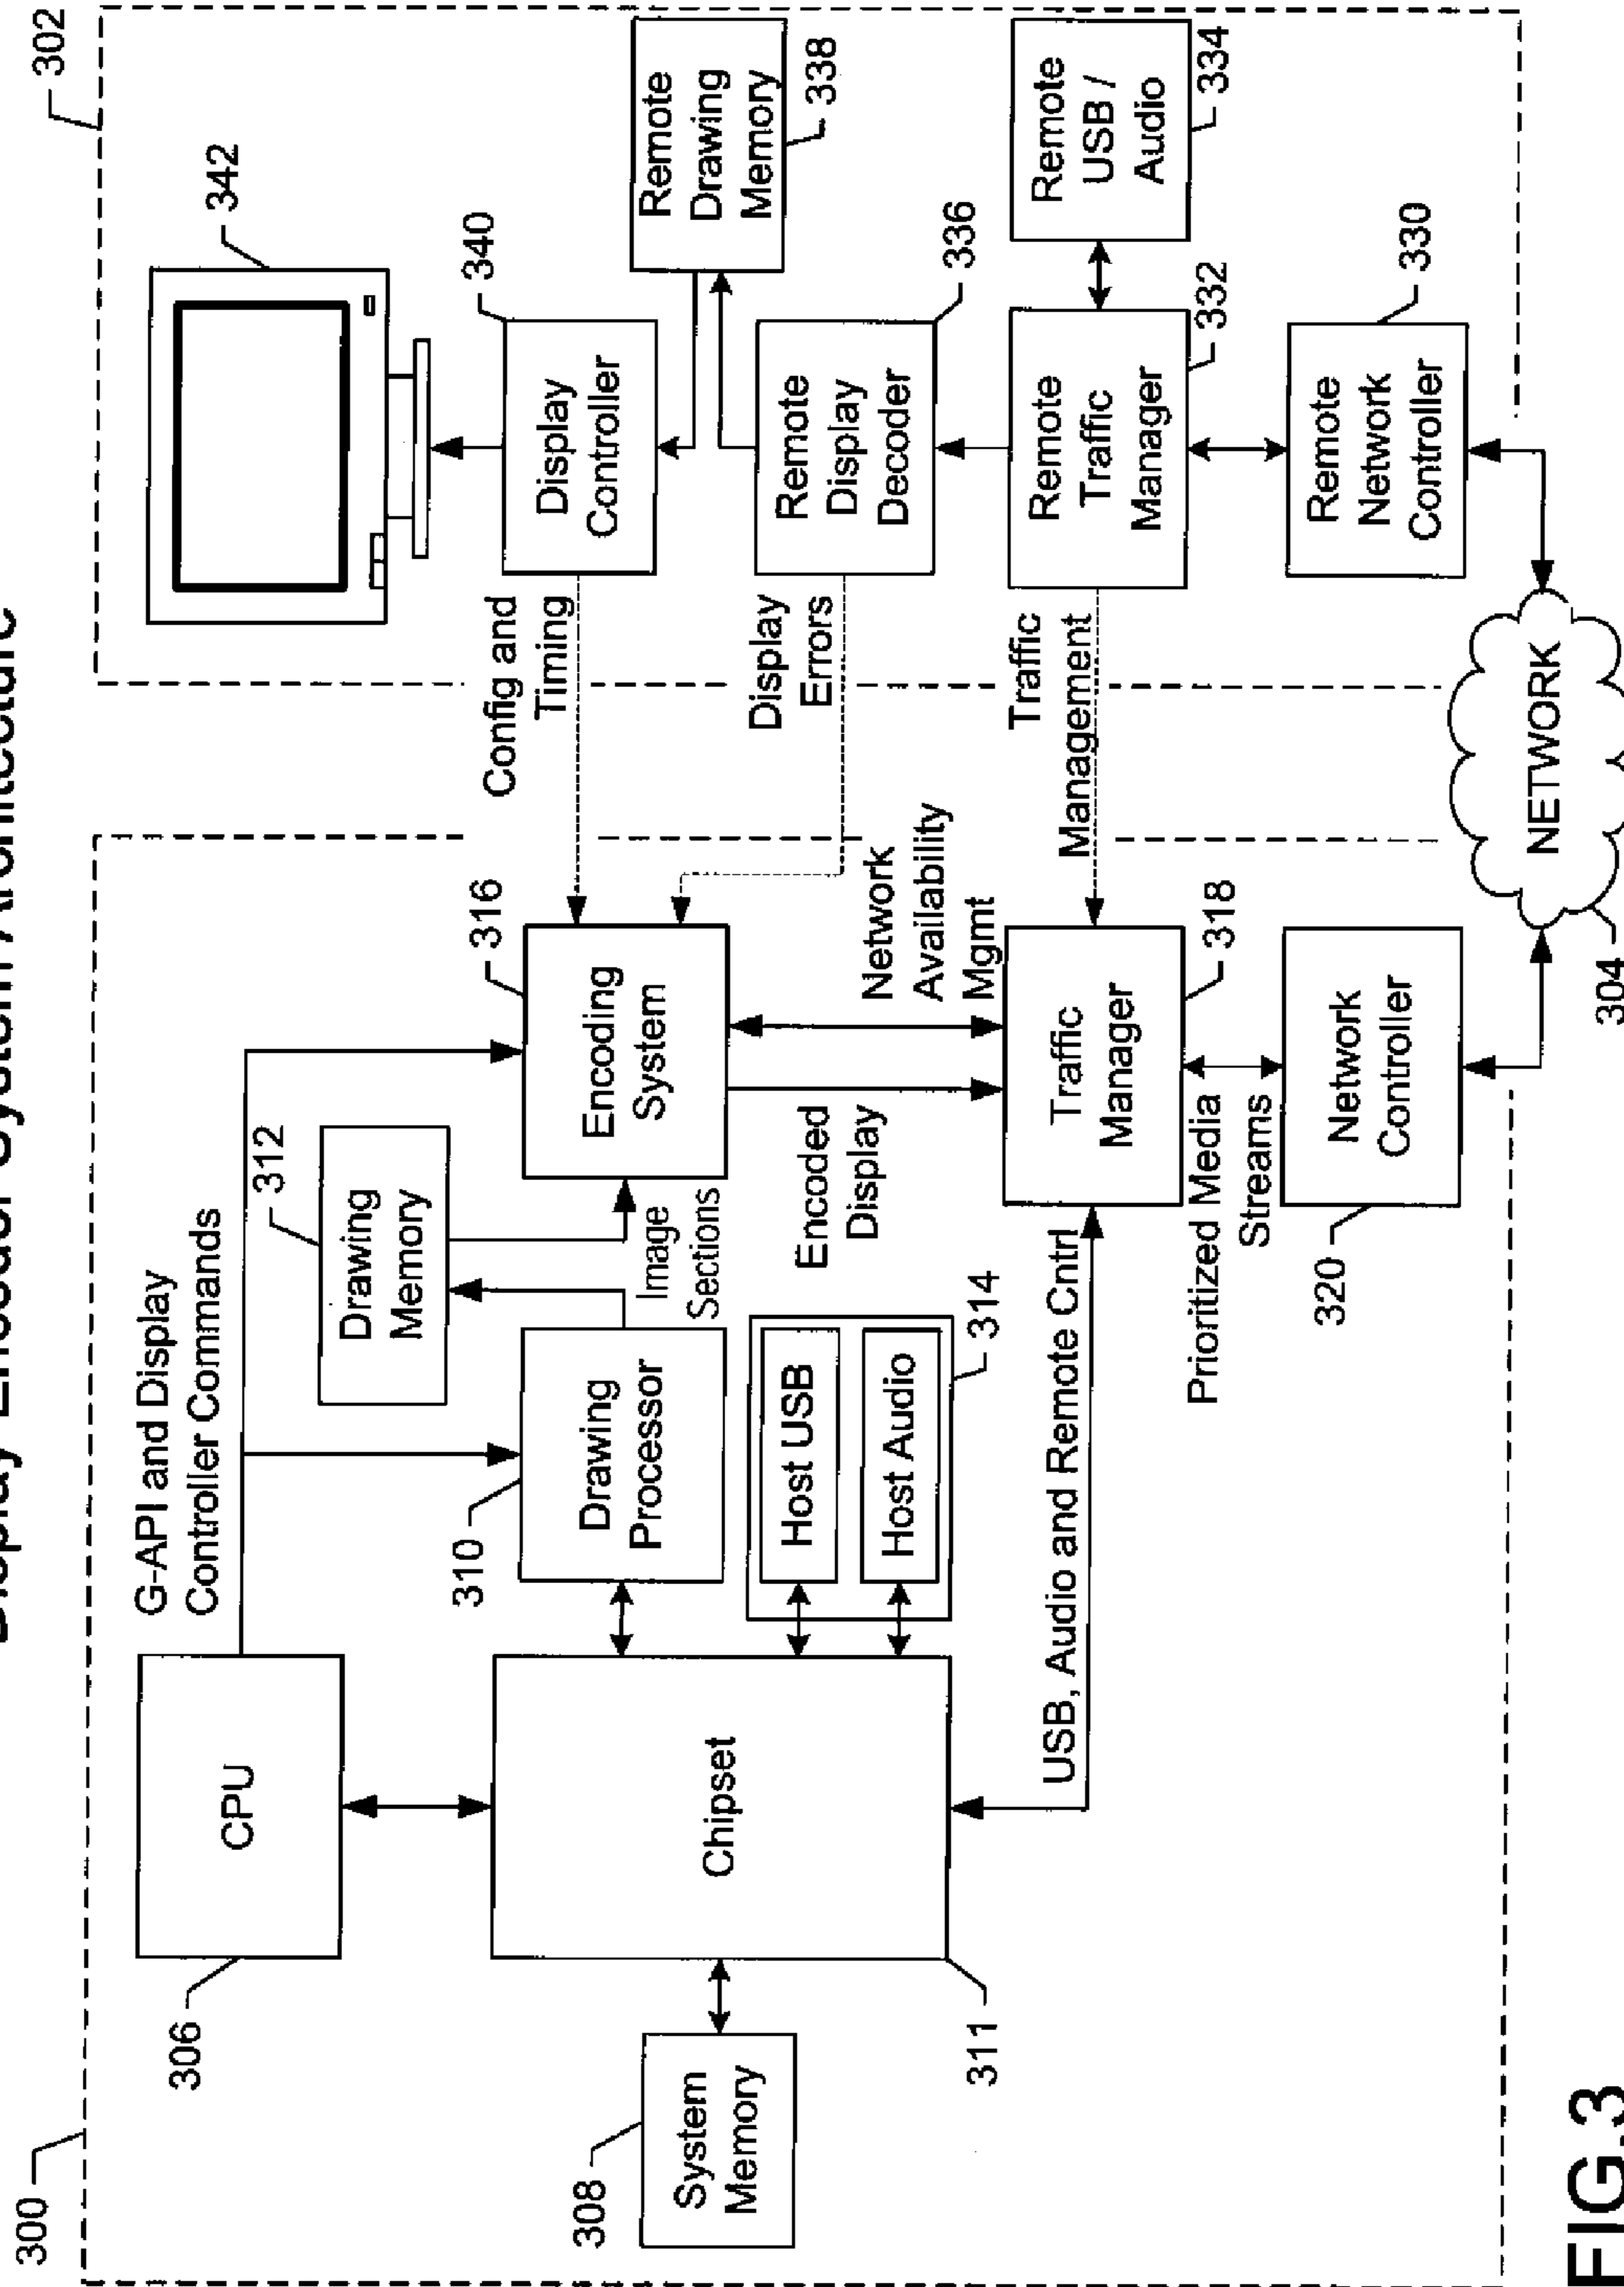 Display Encoder System Architecture
300
302
G-API and Display
Controller Commands
CPU
306
312
Drawing
Memory
316
Encoding
System
Config and
Timing
342
340
Display
Controller
Remote
Drawing
Memory
338
310
Drawing
Processor
Image
Sections
Display
Errors
Remote
Display
Decoder
336
System
Memory
308
Chipset
311
Host USB
Host Audio
314
Encoded
Display
Network
Availability
Mgmt
Traffic
Management
Remote
Traffic
Manager
332
Remote
USB /
Audio
334
USB, Audio and Remote Cntrl
Traffic
Manager
318
Prioritized Media
Streams
Network
Controller
320
Remote
Network
Controller
330
NETWORK
304
FIG.3